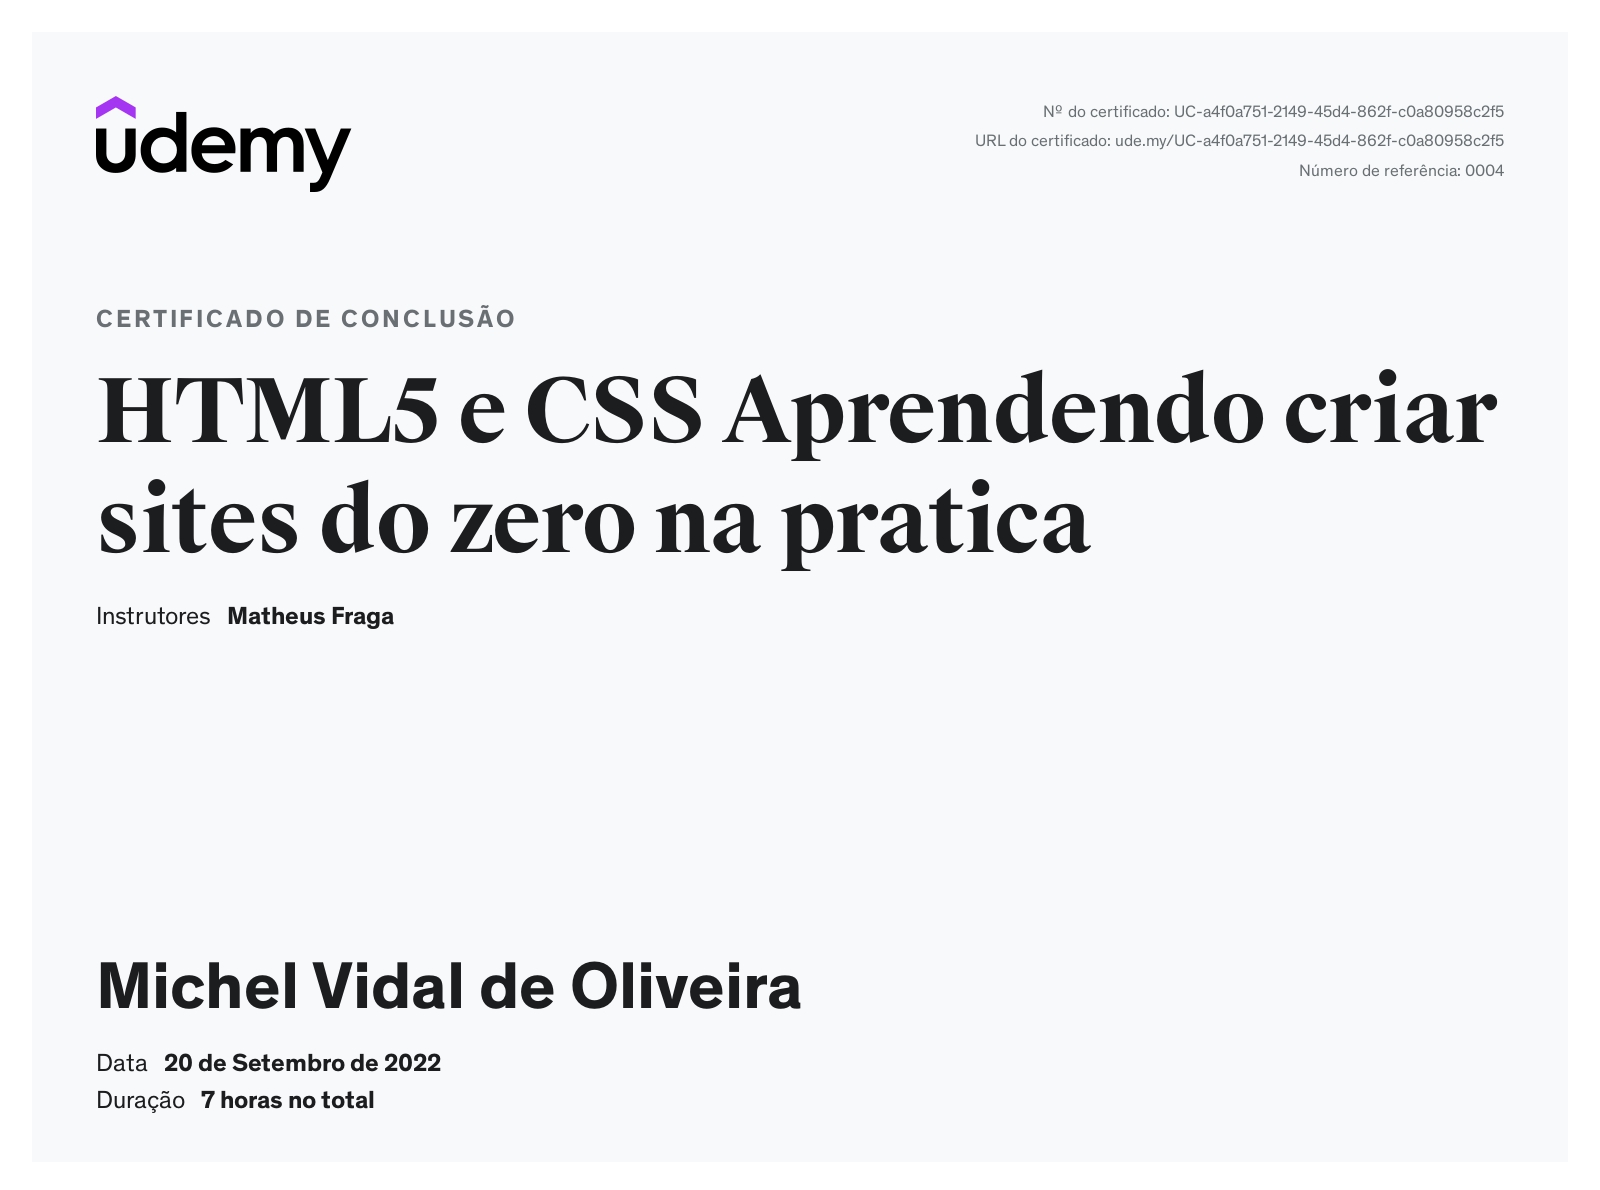 udemy
Nº do certificado: UC-a4f0a751-2149-45d4-862f-c0a80958c2f5
URL do certificado: ude.my/UC-a4f0a751-2149-45d4-862f-c0a80958c2f5
Número de referência: 0004
CERTIFICADO DE CONCLUSÃO
HTML5 e CSS Aprendendo criar
sites do zero na pratica
Instrutores Matheus Fraga
Michel Vidal de Oliveira
Data 20 de Setembro de 2022
Duração 7 horas no total